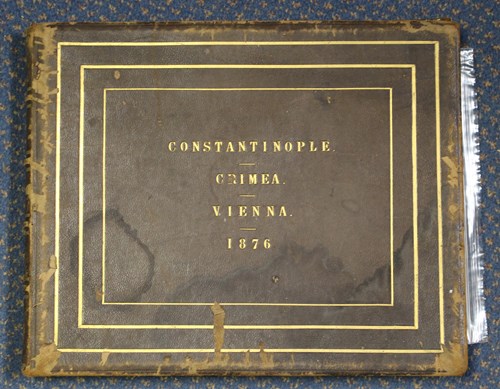 CONSTANTINOPLE.
CRIMEA.
VIENNA.
1876